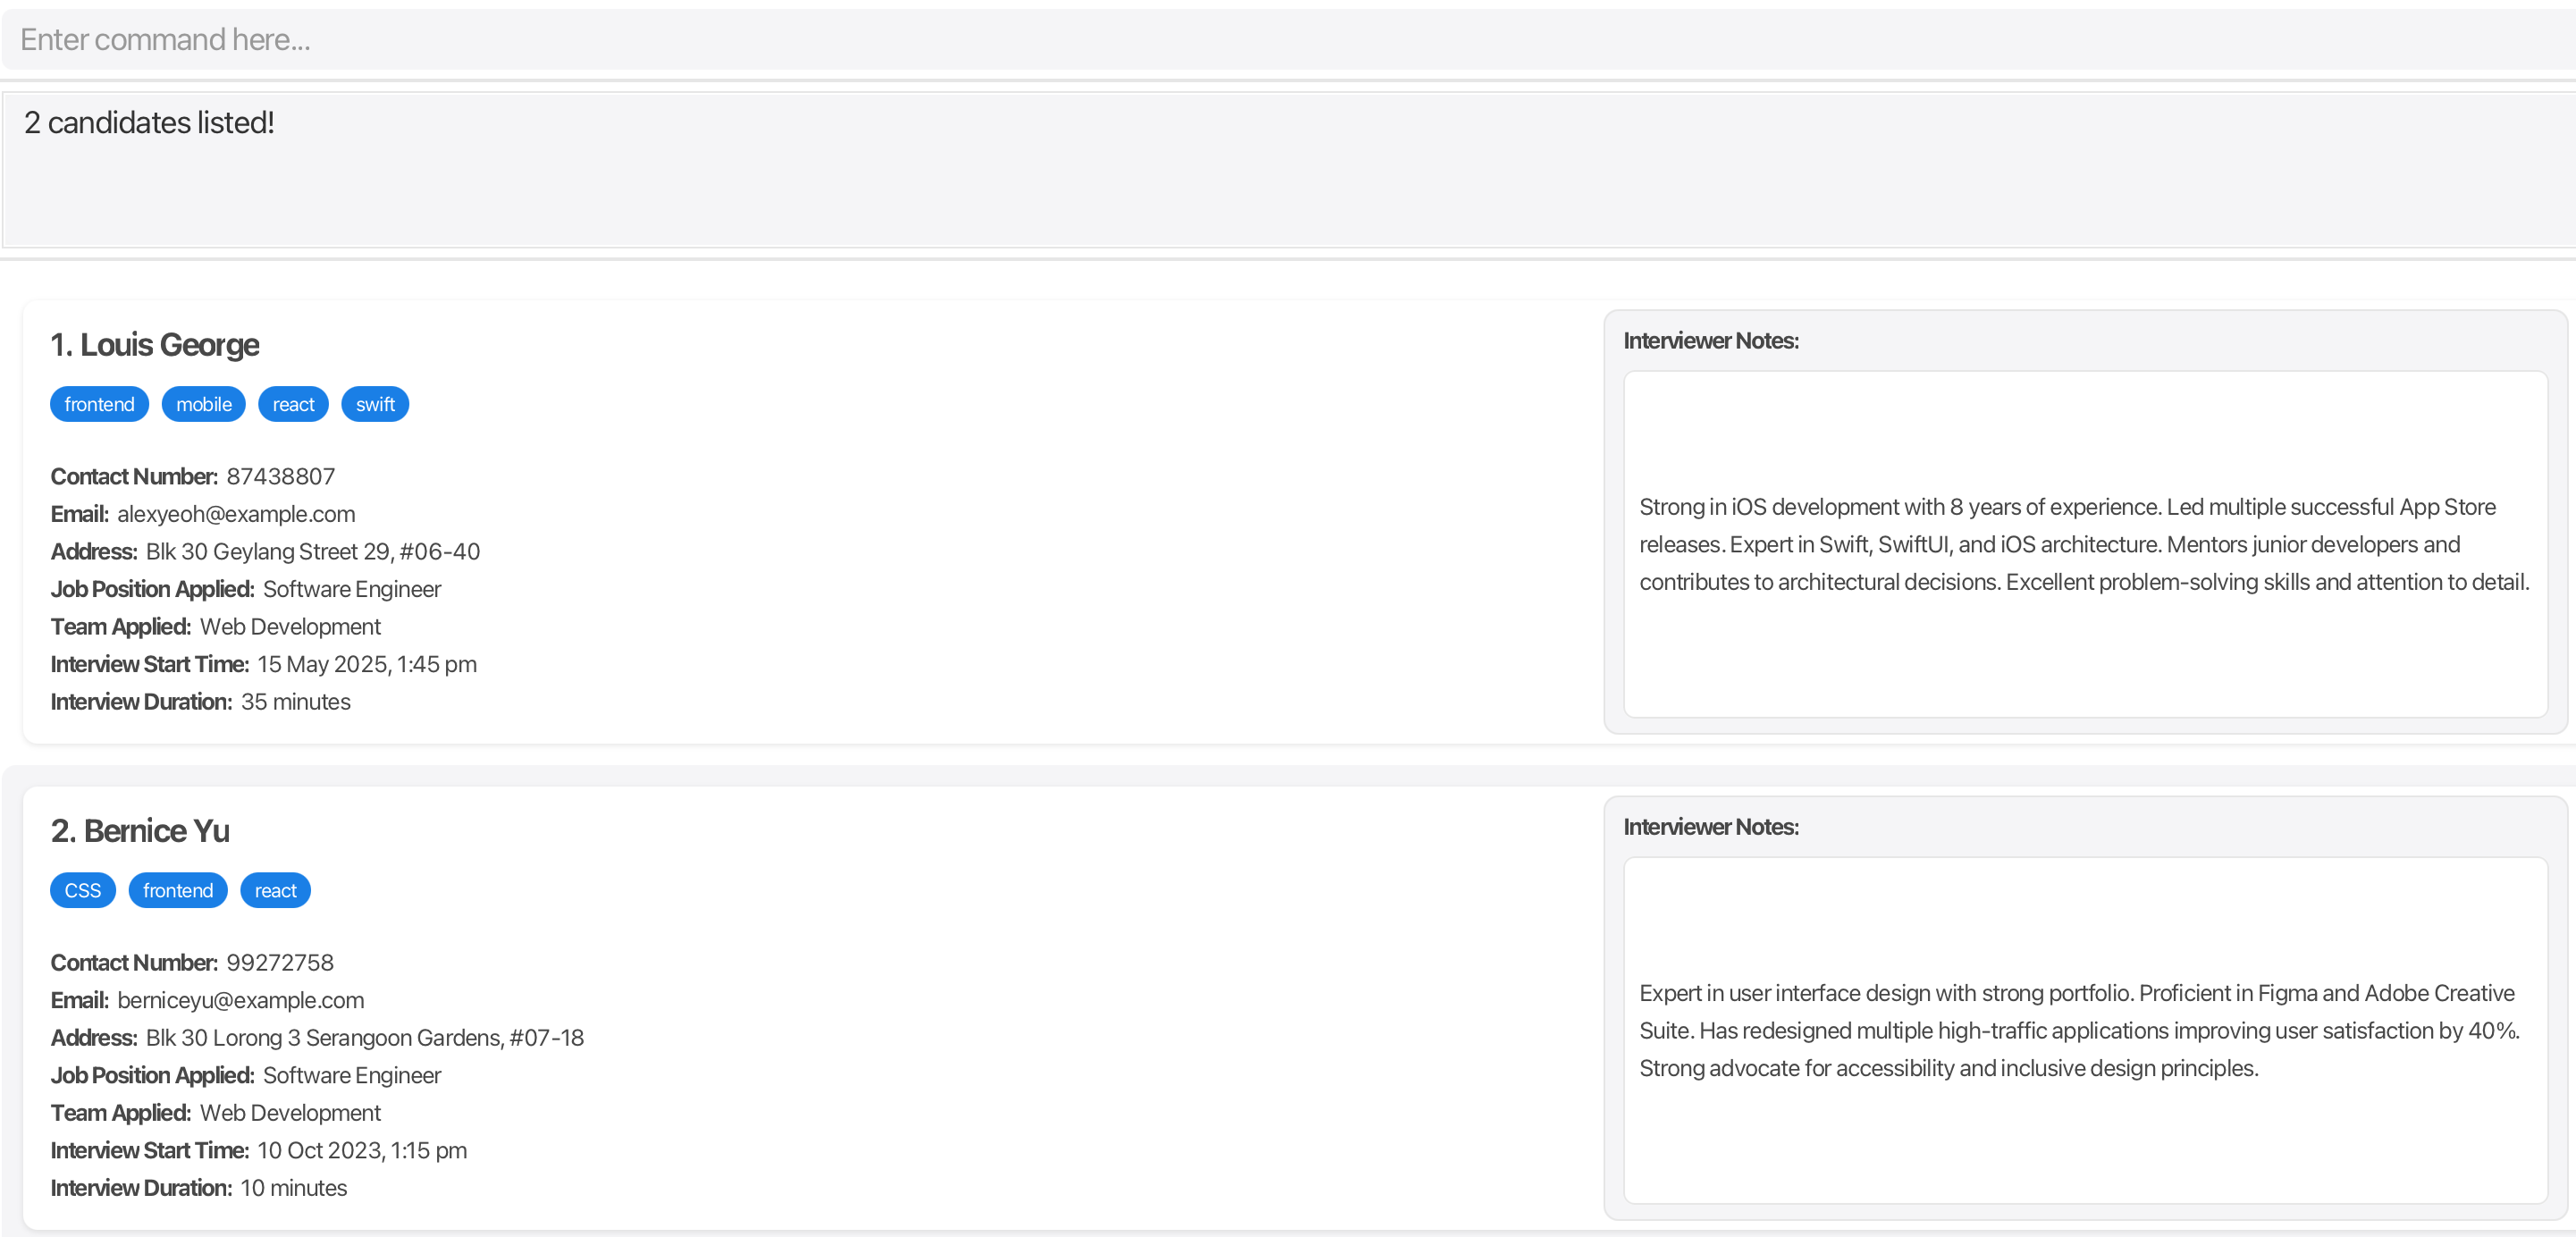 Enter command here...
2 candidates listed!
1. Louis George
frontend mobile react swift
Contact Number: 87438807
Email: alexyeoh@example.com
Address: Blk 30 Geylang Street 29, #06-40
Job Position Applied: Software Engineer
Team Applied: Web Development
Interview Start Time: 15 May 2025, 1:45 pm
Interview Duration: 35 minutes
Interviewer Notes:
Strong in iOS development with 8 years of experience. Led multiple successful App Store
releases. Expert in Swift, SwiftUI, and iOS architecture. Mentors junior developers and
contributes to architectural decisions. Excellent problem-solving skills and attention to detail.
2. Bernice Yu
CSS frontend react
Contact Number: 99272758
Email: berniceyu@example.com
Address: Blk 30 Lorong 3 Serangoon Gardens, #07-18
Job Position Applied: Software Engineer
Team Applied: Web Development
Interview Start Time: 10 Oct 2023, 1:15 pm
Interview Duration: 10 minutes
Interviewer Notes:
Expert in user interface design with strong portfolio. Proficient in Figma and Adobe Creative
Suite. Has redesigned multiple high-traffic applications improving user satisfaction by 40%.
Strong advocate for accessibility and inclusive design principles.